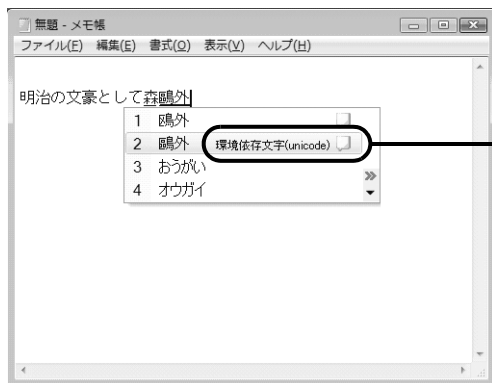 無題 - メモ帳
ファイル(F) 編集(E) 書式(O) 表示(V) ヘルプ(H)
明治の文豪として森鷗外
1 鴎外
2 鷗外 環境依存文字(unicode)
3 おうがい
4 オウガイ